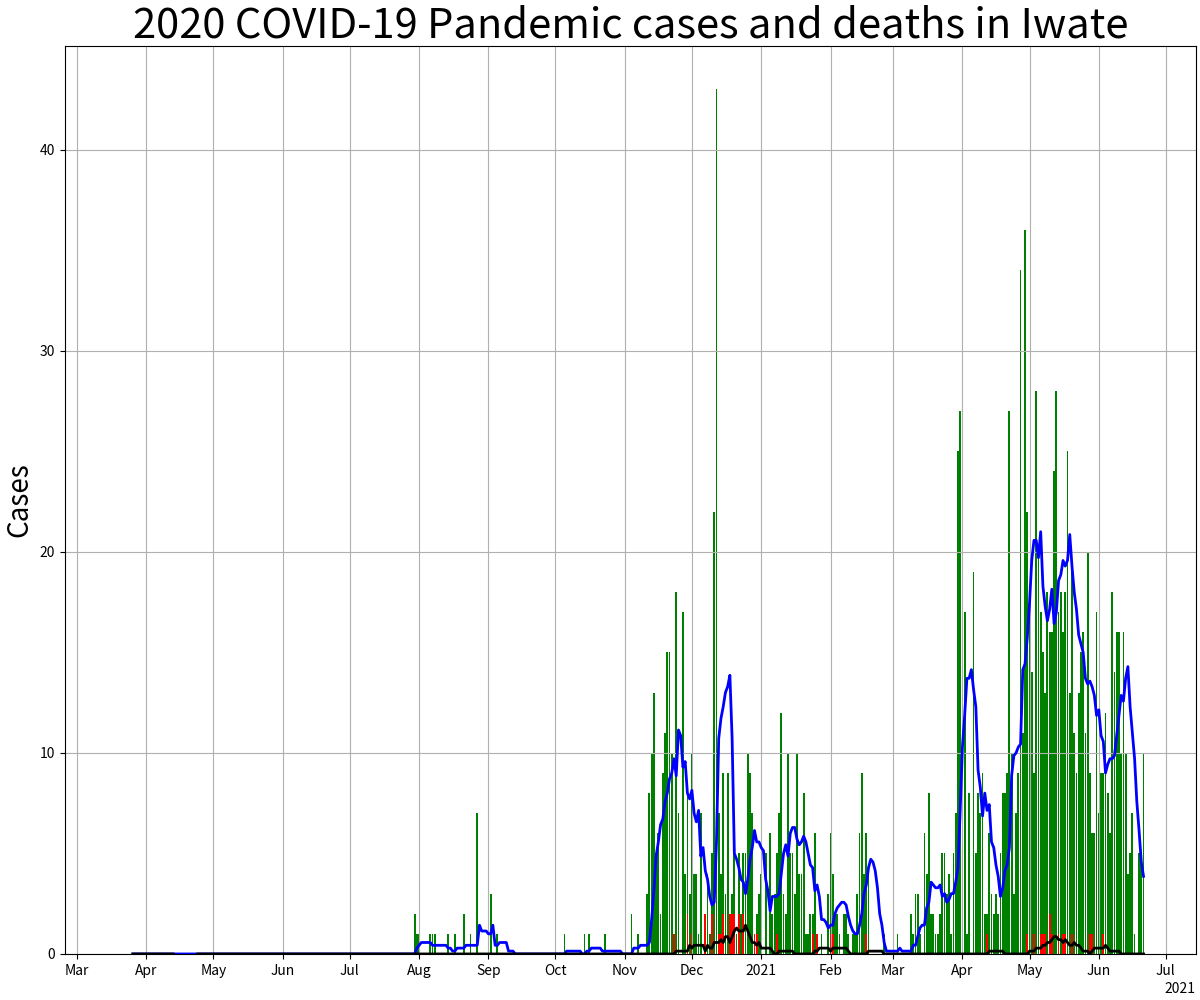 2020 COVID-19 Pandemic cases and deaths in Iwate
Cases
40
30
20
10
0
Mar Apr May Jun Jul Aug Sep Oct Nov Dec 2021 Feb Mar Apr May Jun Jul
2021